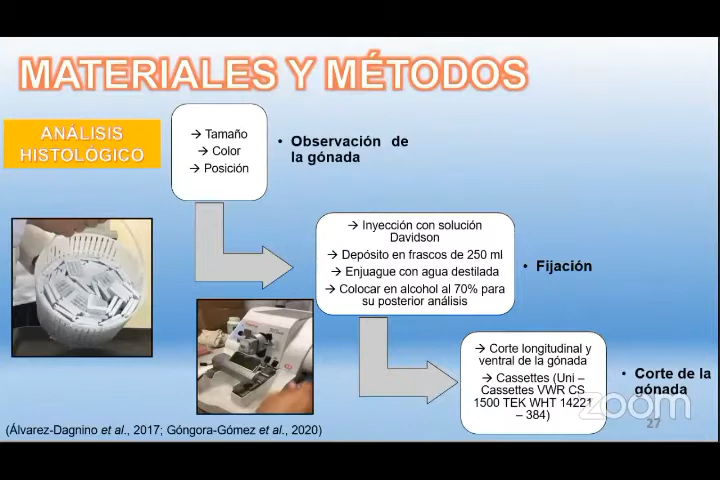 MATERIALES Y MÉTODOS
ANÁLISIS
HISTOLÓGICO
→ Tamaño
→ Color
→ Posición
• Observación de
la gónada
→ Inyección con solución
Davidson
→ Depósito en frascos de 250 ml
→ Enjuague con agua destilada
→ Colocar en alcohol al 70% para
su posterior análisis
• Fijación
→ Corte longitudinal y
ventral de la gónada
→ Cassettes (Uni –
Cassettes VWR CS
1500 TEK WHT 14221
– 384)
• Corte de la
gónada
zoom
27
(Álvarez-Dagnino et al., 2017; Góngora-Gómez et al., 2020)